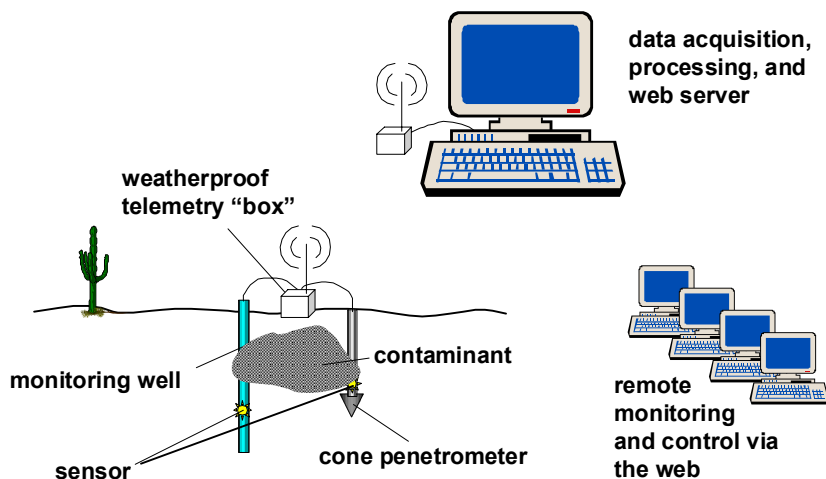 data acquisition,
processing, and
web server
weatherproof
telemetry “box”
contaminant
monitoring well
cone penetrometer
sensor
remote
monitoring
and control via
the web